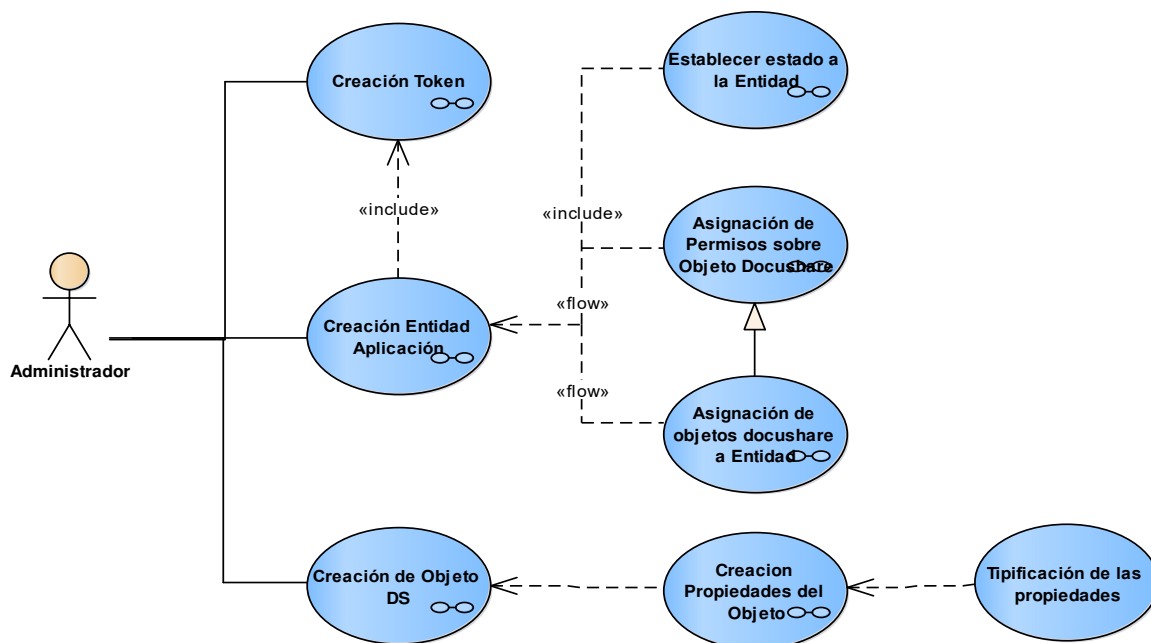 Creación Token
Establecer estado a
la Entidad
«include»
«include»
Asignación de
Permisos sobre
Objeto Docushare
Administrador
Creación Entidad
Aplicación
«flow»
«flow»
Asignación de
objetos docushare
a Entidad
Creación de Objeto
DS
Creacion
Propiedades del
Objeto
Tipificación de las
propiedades